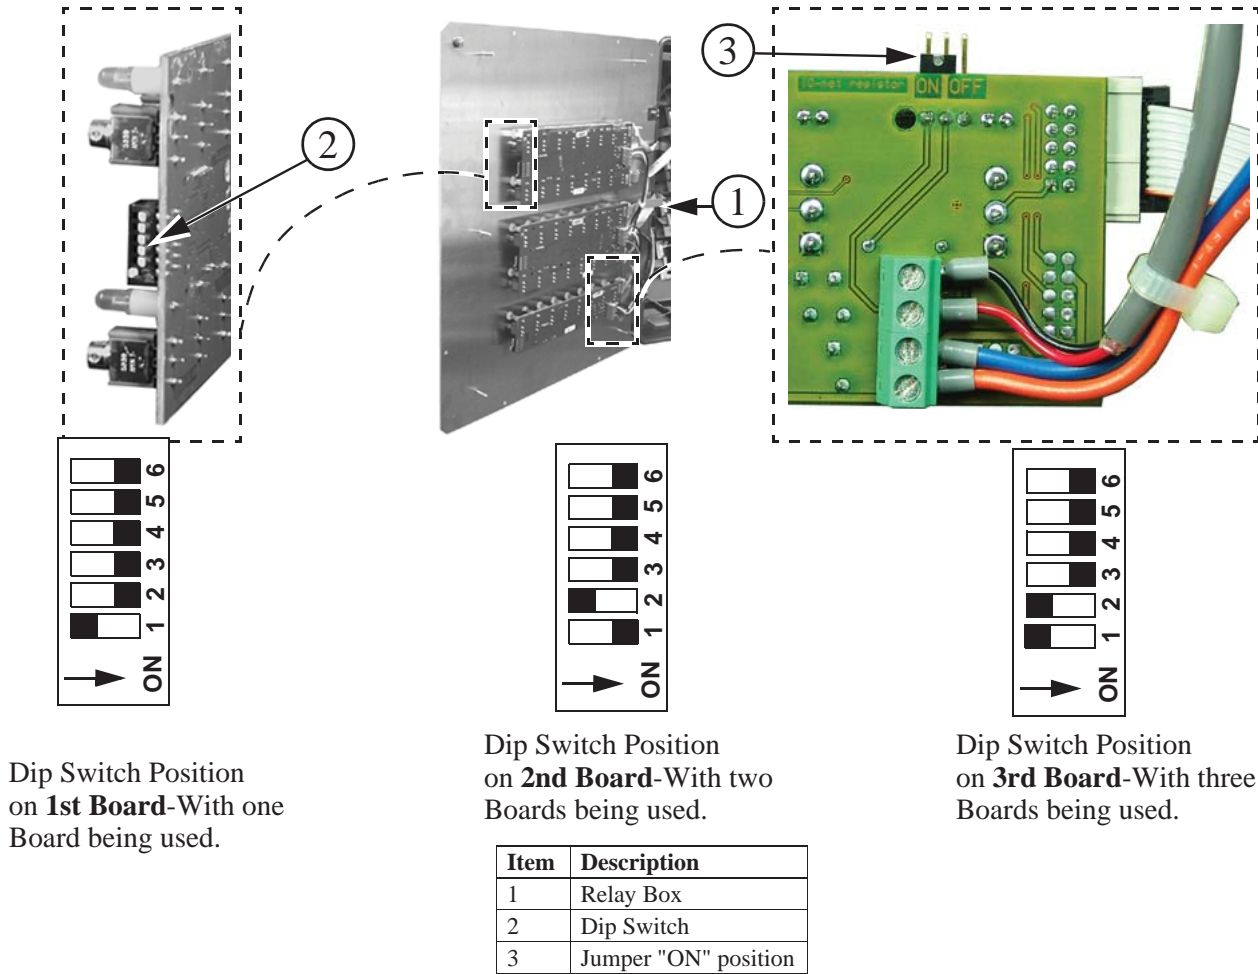 3
2
1
IO-net resistor ON OFF
6
5
4
3
2
1
ON
6
5
4
3
2
1
ON
6
5
4
3
2
1
ON
Dip Switch Position
on 1st Board-With one
Board being used.
Dip Switch Position
on 2nd Board-With two
Boards being used.
Dip Switch Position
on 3rd Board-With three
Boards being used.
Item Description
1 Relay Box
2 Dip Switch
3 Jumper "ON" position